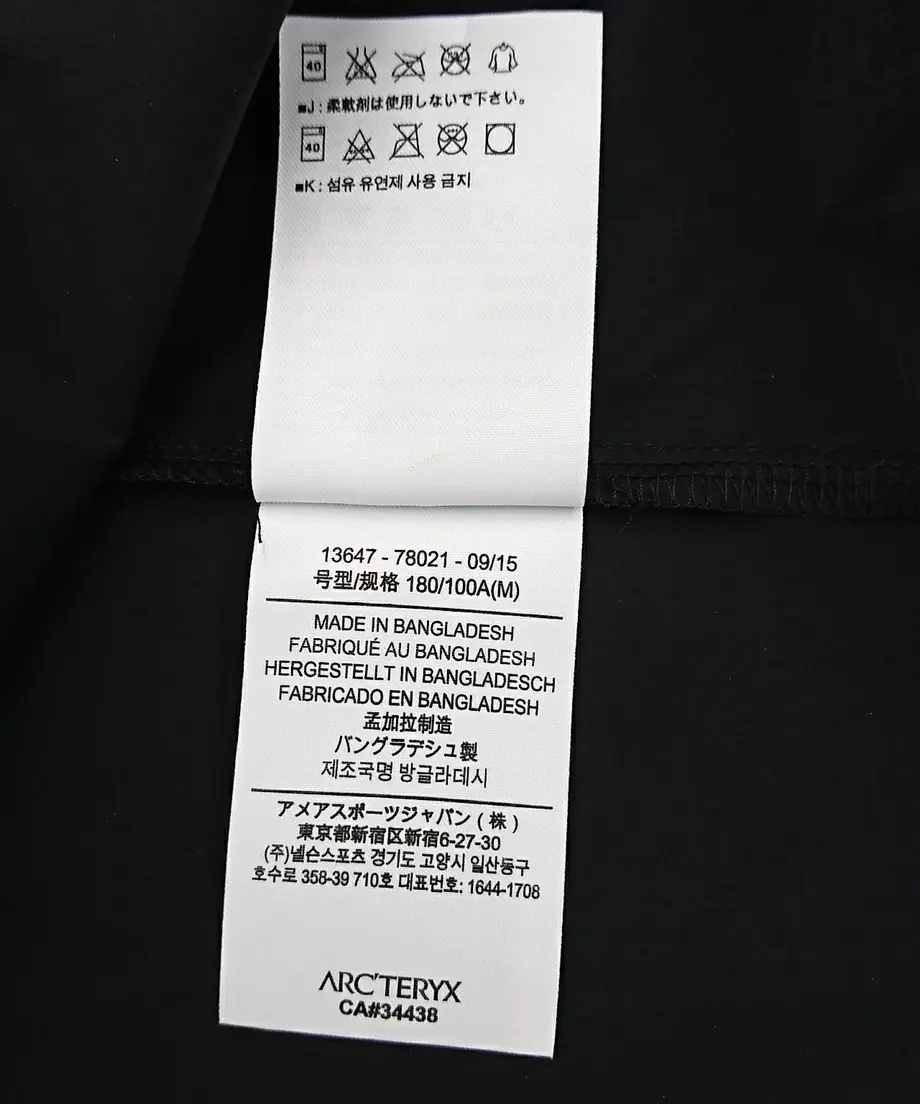 40
■J : 柔軟剤は使用しないで下さい。
40
■K : 섬유 유연제 사용 금지
13647 - 78021 - 09/15
号型/规格 180/100A(M)
MADE IN BANGLADESH
FABRIQUÉ AU BANGLADESH
HERGESTELLT IN BANGLADESCH
FABRICADO EN BANGLADESH
孟加拉制造
バングラデシュ製
제조국명 방글라데시
アメアスポーツジャパン ( 株 )
東京都新宿区新宿6-27-30
(주)넬슨스포츠 경기도 고양시 일산동구
호수로 358-39 710호 대표번호: 1644-1708
ARC'TERYX
CA#34438